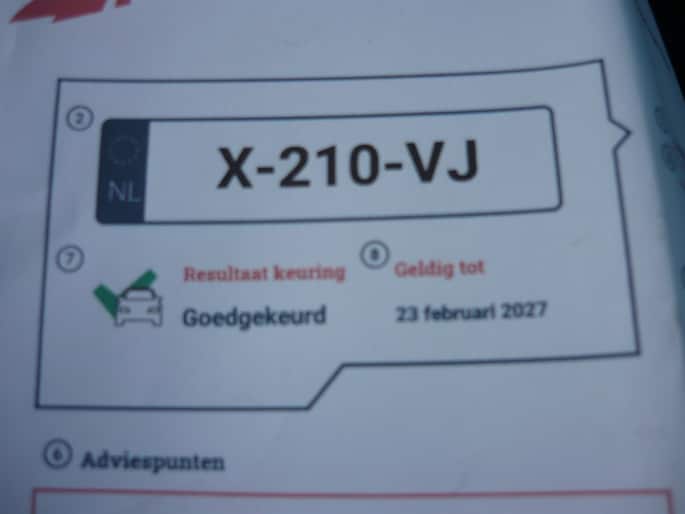 2
NL
X-210-VJ
7
Resultaat keuring
8
Geldig tot
Goedgekeurd
23 februari 2027
6 Adviespunten